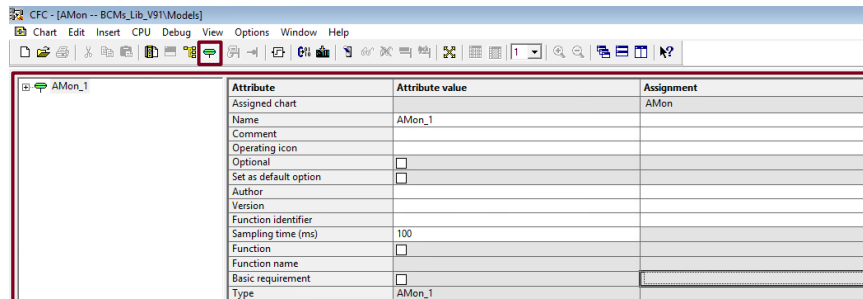 CFC - [AMon -- BCMs_Lib_V91\Models]
Chart Edit Insert CPU Debug View Options Window Help
1
AMon_1
Attribute Attribute value Assignment
Assigned chart AMon
Name AMon_1
Comment
Operating icon
Optional
Set as default option
Author
Version
Function identifier
Sampling time (ms) 100
Function
Function name
Basic requirement
Type AMon_1